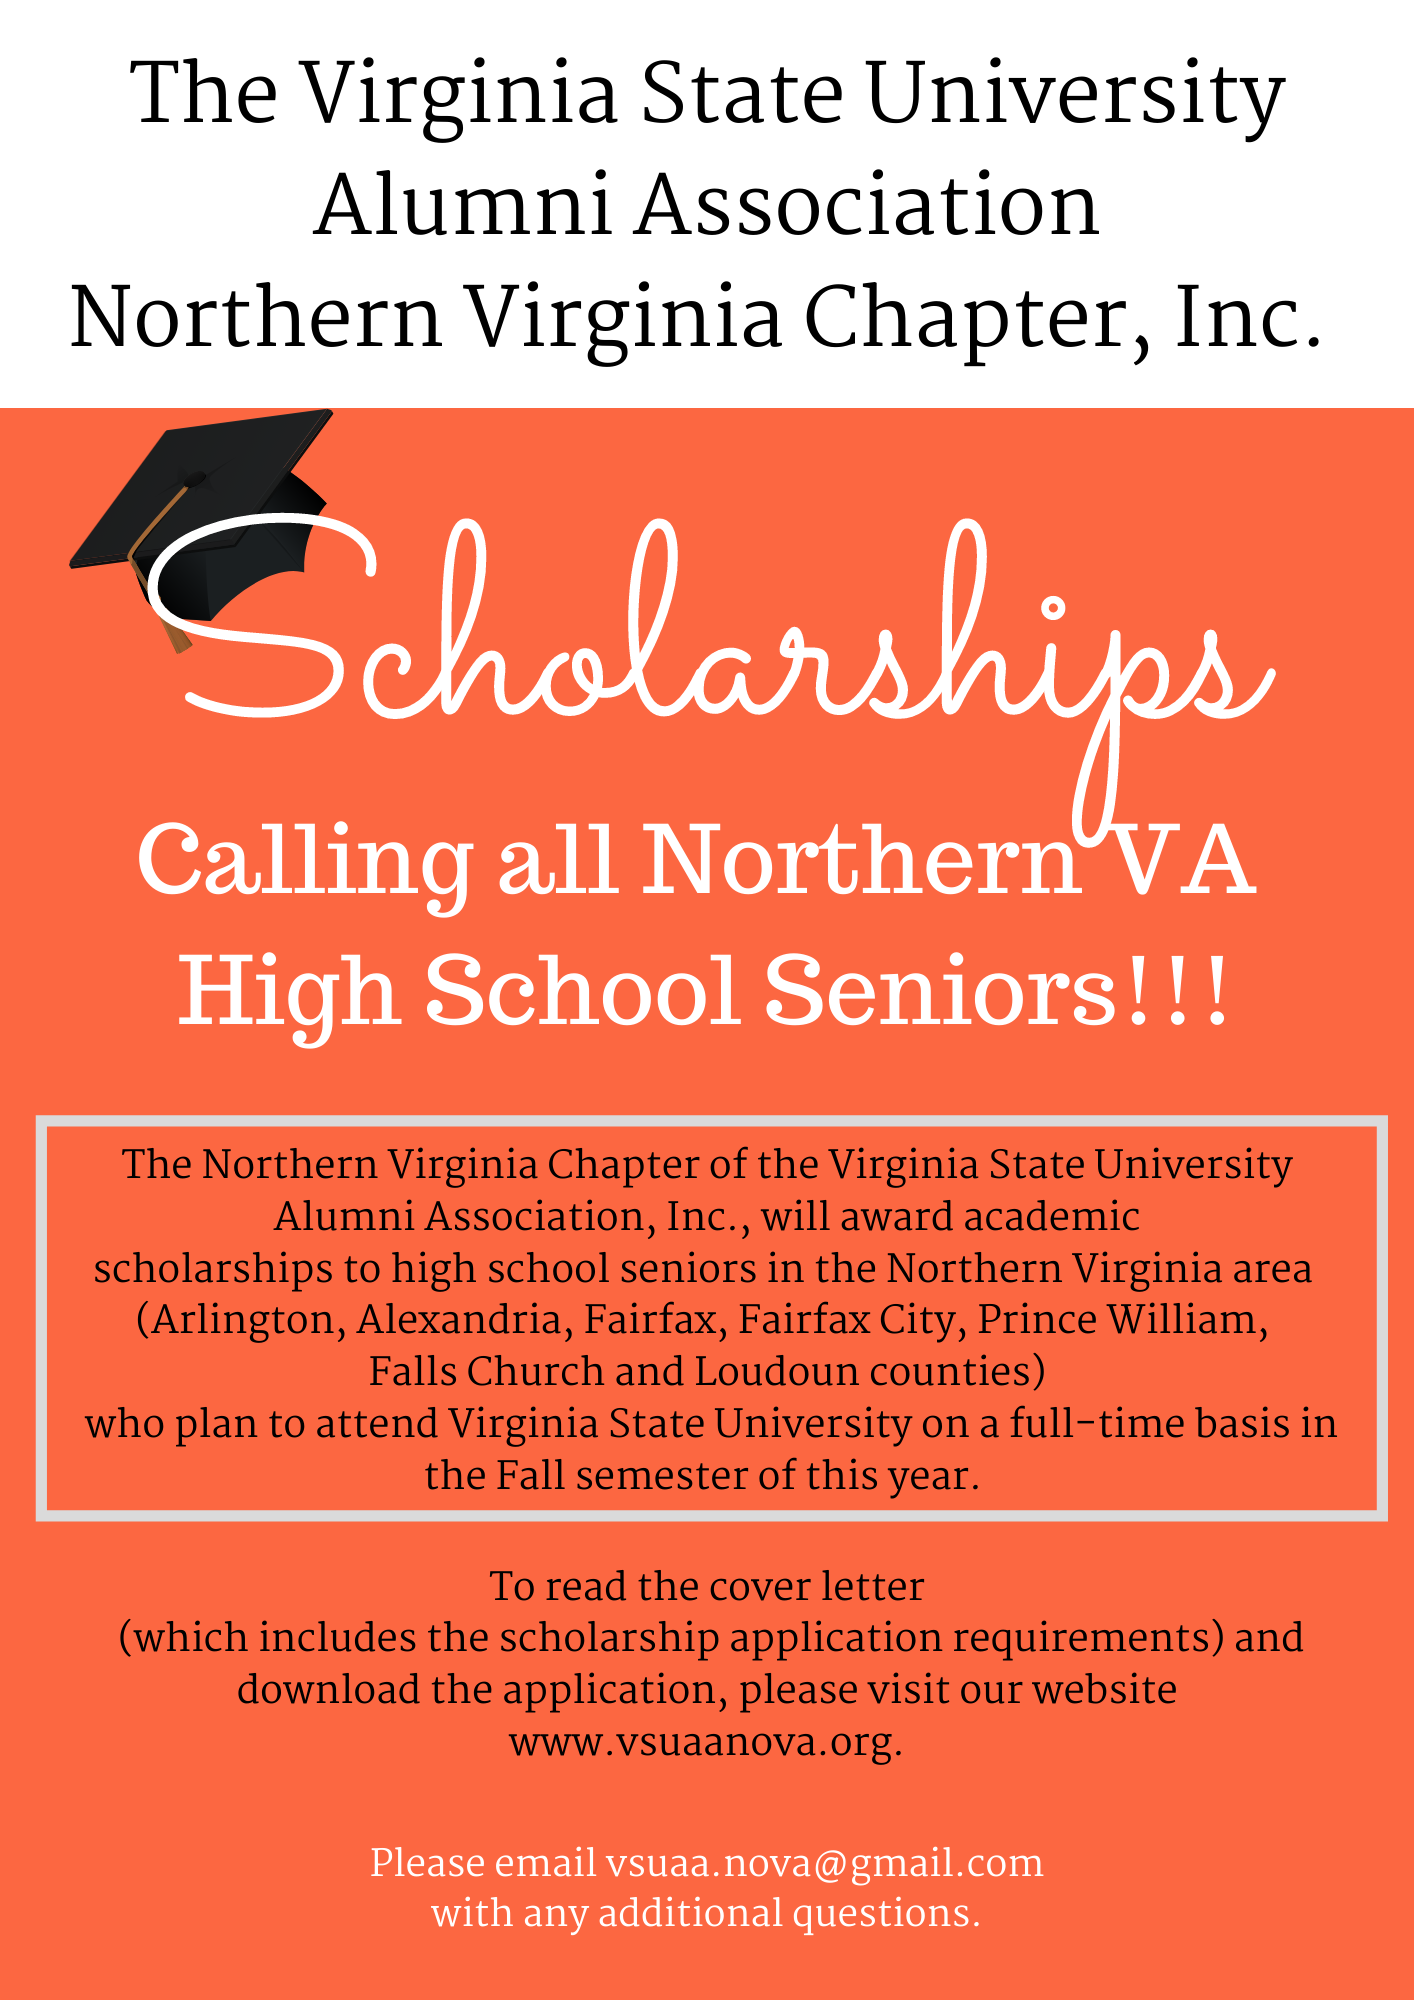 The Virginia State University
Alumni Association
Northern Virginia Chapter, Inc.
Scholarships
Calling all Northern VA
High School Seniors!!!
The Northern Virginia Chapter of the Virginia State University
Alumni Association, Inc., will award academic
scholarships to high school seniors in the Northern Virginia area
(Arlington, Alexandria, Fairfax, Fairfax City, Prince William,
Falls Church and Loudoun counties)
who plan to attend Virginia State University on a full-time basis in
the Fall semester of this year.
To read the cover letter
(which includes the scholarship application requirements) and
download the application, please visit our website
www.vsuaanova.org.
Please email vsuaa.nova@gmail.com
with any additional questions.